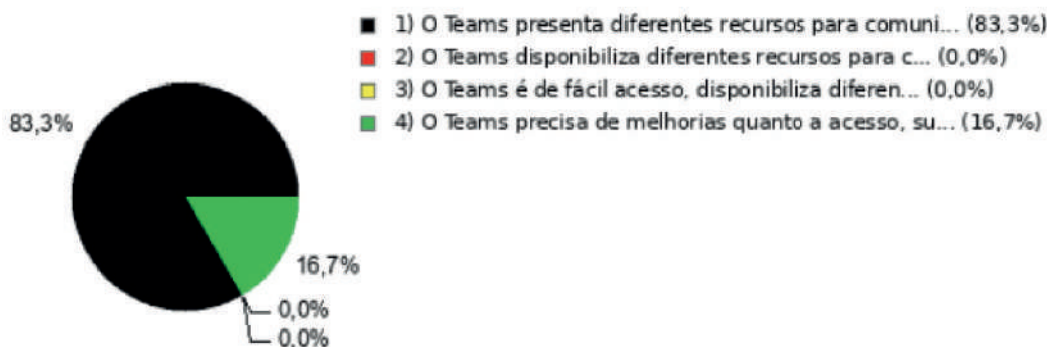 1) O Teams presenta diferentes recursos para comuni... (83,3%)
2) O Teams disponibiliza diferentes recursos para c... (0,0%)
3) O Teams é de fácil acesso, disponibiliza diferen... (0,0%)
4) O Teams precisa de melhorias quanto a acesso, su... (16,7%)
83,3%
16,7%
0,0%
0,0%